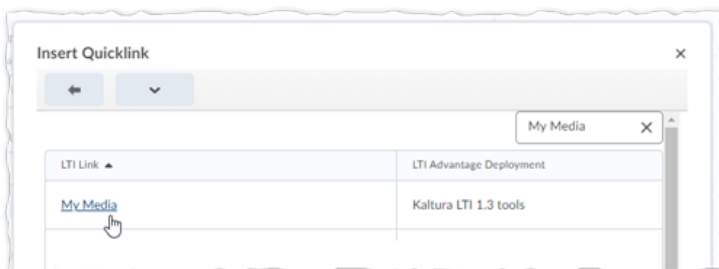 Insert Quicklink
My Media
LTI Link
LTI Advantage Deployment
My Media
Kaltura LTI 1.3 tools